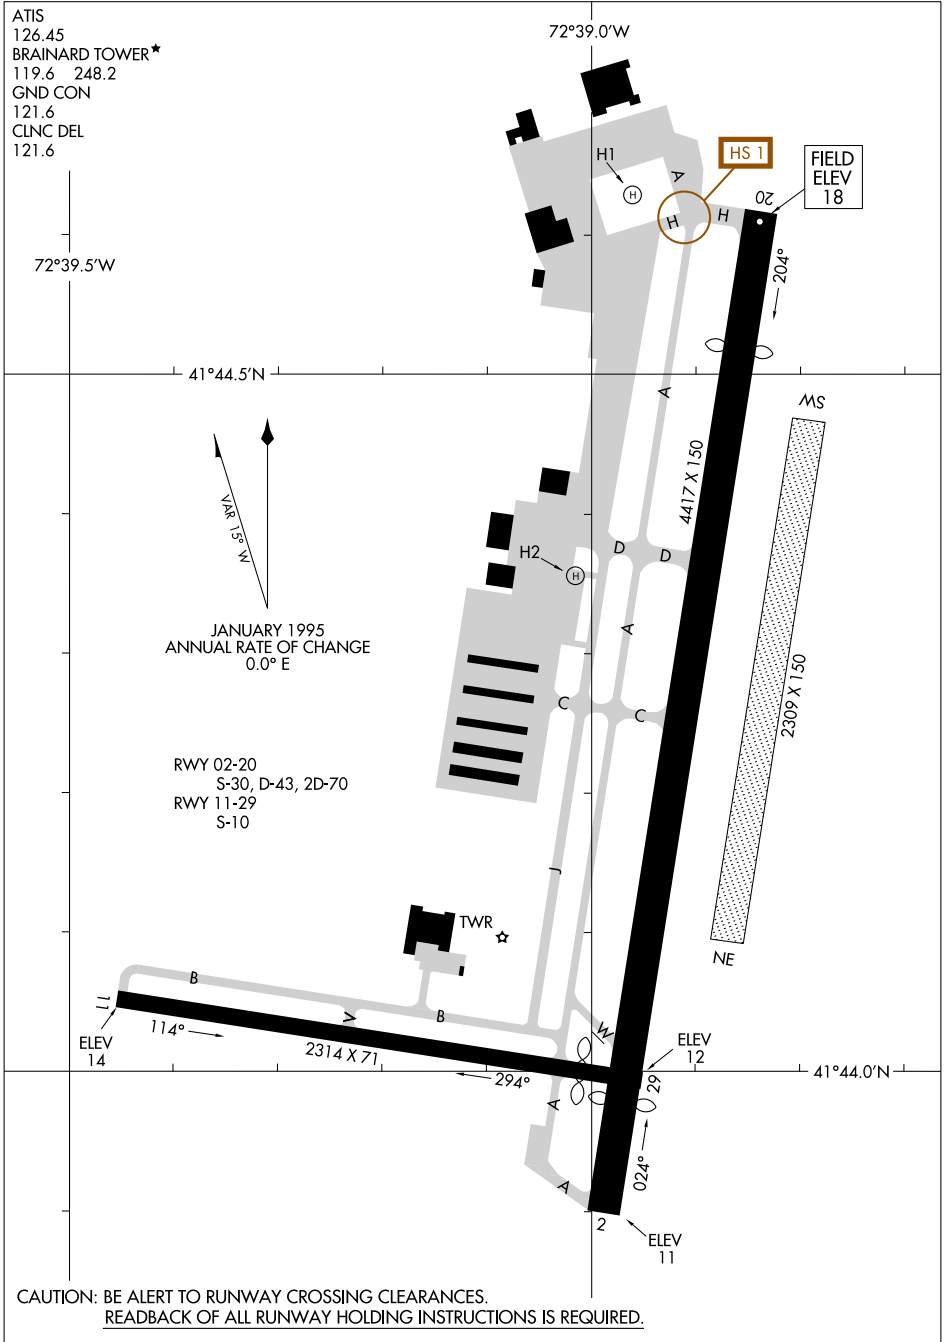 ATIS
126.45
BRAINARD TOWER★
119.6 248.2
GND CON
121.6
CLNC DEL
121.6
72°39.0'W
H1
H
A
HS 1
FIELD
ELEV
18
20
H
H
72°39.5'W
204°
41°44.5'N
A
SW
VAR 15° W
4417 X 150
D
D
H2
H
JANUARY 1995
ANNUAL RATE OF CHANGE
0.0° E
A
2309 X 150
C
C
RWY 02-20
S-30, D-43, 2D-70
RWY 11-29
S-10
J
TWR
NE
B
11
B
V
W
114°
ELEV
14
2314 X 71
294°
ELEV
12
29
41°44.0'N
A
024°
A
2
ELEV
11
CAUTION: BE ALERT TO RUNWAY CROSSING CLEARANCES.
READBACK OF ALL RUNWAY HOLDING INSTRUCTIONS IS REQUIRED.